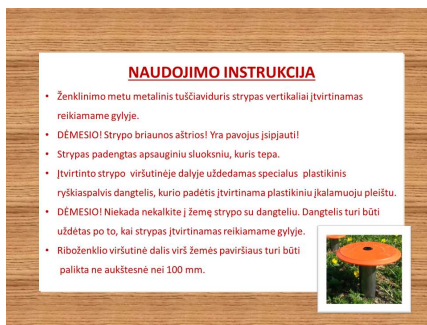 NAUDOJIMO INSTRUKCIJA
• Ženklinimo metu metalinis tuščiaviduris strypas vertikaliai įtvirtinamas
reikiamame gylyje.
• DĖMESIO! Strypo briaunos aštrios! Yra pavojus įsipjauti!
• Strypas padengtas apsauginiu sluoksniu, kuris tepa.
• Įtvirtinto strypo viršutinėje dalyje uždedamas specialus plastikinis
ryškiaspalvis dangtelis, kurio padėtis įtvirtinama plastikiniu įkalamuoju pleištu.
• DĖMESIO! Niekada nekalkite į žemę strypo su dangteliu. Dangtelis turi būti
uždėtas po to, kai strypas įtvirtinamas reikiamame gylyje.
• Riboženklio viršutinė dalis virš žemės paviršiaus turi būti
palikta ne aukštesnė nei 100 mm.